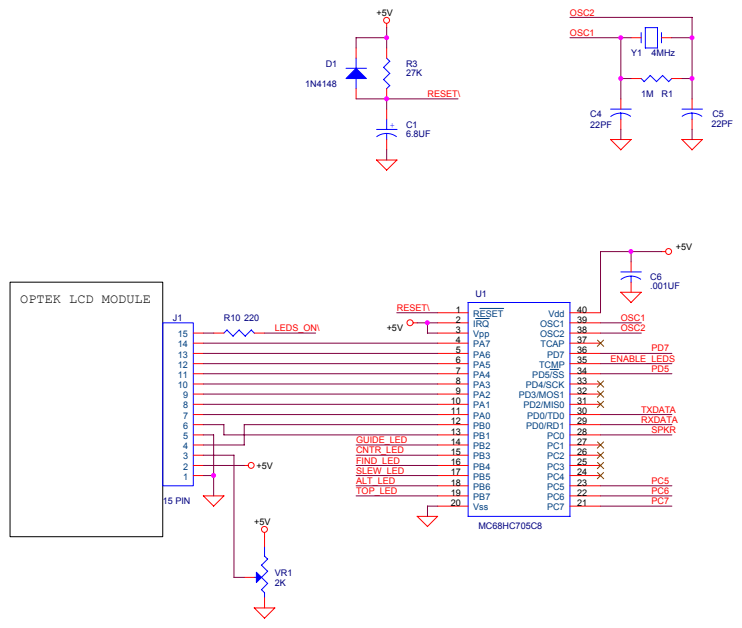 +5V
D1
1N4148
R3
27K
RESET\
C1
+
6.8UF
OSC2
OSC1
Y1 4MHz
1M R1
C4
22PF
C5
22PF
OPTEK LCD MODULE
J1
15
14
13
12
11
10
9
8
7
6
5
4
3
2
1
15 PIN
R10 220
LEDS_ON\
+5V
+5V
VR1
2K
+5V
C6
.001UF
U1
RESET\
+5V
1 RESET Vdd 40
2 IRQ OSC1 39 OSC1
3 Vpp OSC2 38 OSC2
4 PA7 TCAP 37
5 PA6 PD7 36 PD7
6 PA5 TCMP 35 ENABLE_LEDS
7 PA4 PD5/SS 34 PD5
8 PA3 PD4/SCK 33
9 PA2 PD3/MOS1 32
10 PA1 PD2/MIS0 31
11 PA0 PD0/TD0 30 TXDATA
12 PB0 PD0/RD1 29 RXDATA
13 PB1 PC0 28 SPKR
GUIDE_LED 14 PB2 PC1 27
CNTR_LED 15 PB3 PC2 26
FIND_LED 16 PB4 PC3 25
SLEW_LED 17 PB5 PC4 24
ALT_LED 18 PB6 PC5 23 PC5
TOP_LED 19 PB7 PC6 22 PC6
20 Vss PC7 21 PC7
MC68HC705C8